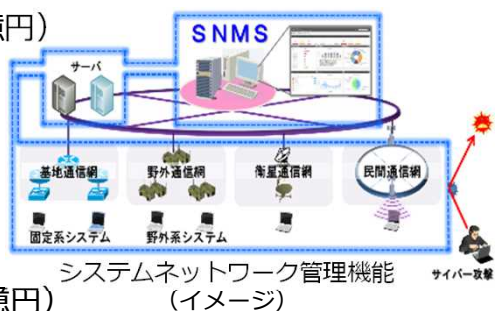 億円)
SNMS
サーバ
基地通信網
野外通信網
衛星通信網
民間通信網
固定系システム
野外系システム
システムネットワーク管理機能
(イメージ)
サイバー攻撃
億円)